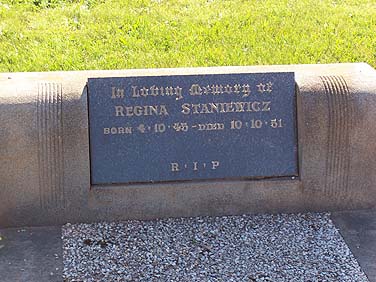 In Loving Memory of
REGINA STANIEWICZ
BORN 4·10·45 - DIED 10·10·51
R·I·P